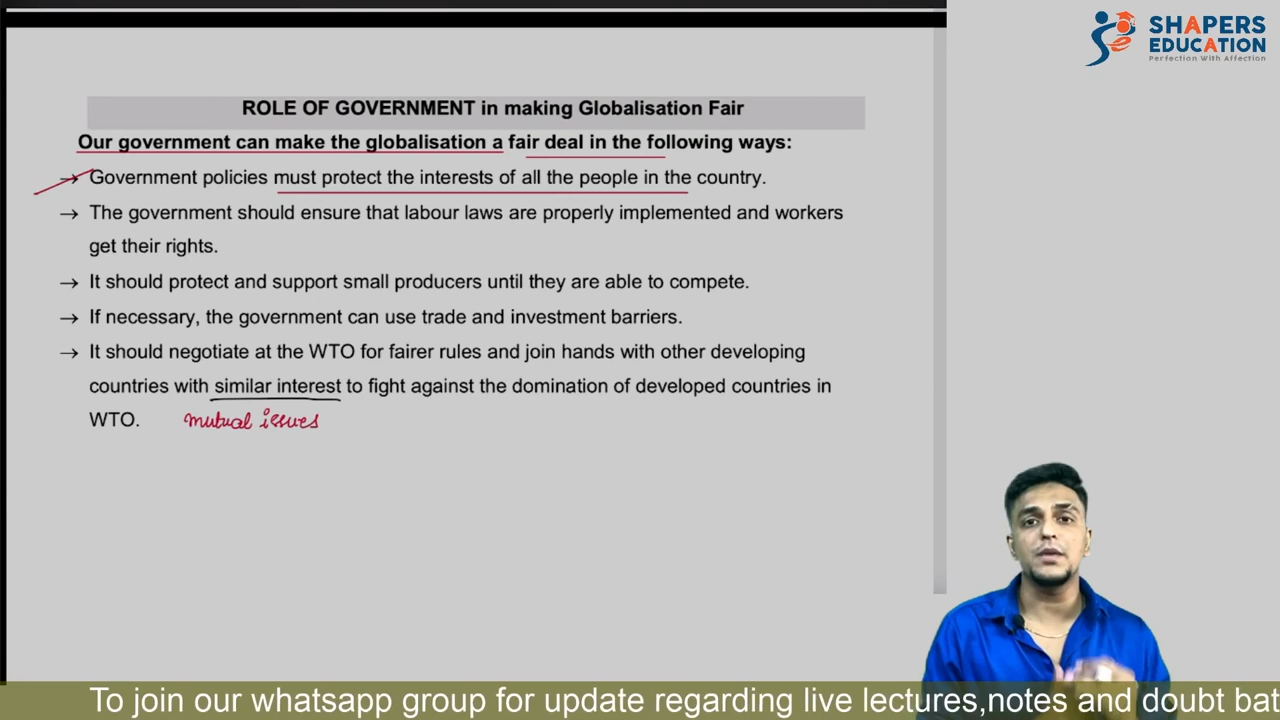 SHAPERS
EDUCATION
Perfection With Affection
ROLE OF GOVERNMENT in making Globalisation Fair
Our government can make the globalisation a fair deal in the following ways:
→ Government policies must protect the interests of all the people in the country.
→ The government should ensure that labour laws are properly implemented and workers
get their rights.
→ It should protect and support small producers until they are able to compete.
→ If necessary, the government can use trade and investment barriers.
→ It should negotiate at the WTO for fairer rules and join hands with other developing
countries with similar interest to fight against the domination of developed countries in
WTO. mutual issues
To join our whatsapp group for update regarding live lectures,notes and doubt bat